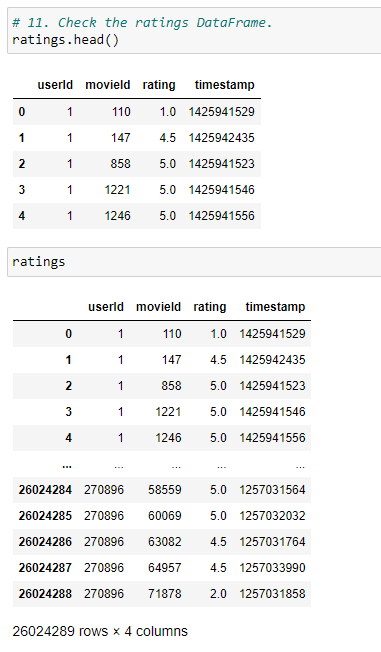 # 11. Check the ratings DataFrame.
ratings.head()
userId movieId rating timestamp
0 1 110 1.0 1425941529
1 1 147 4.5 1425942435
2 1 858 5.0 1425941523
3 1 1221 5.0 1425941546
4 1 1246 5.0 1425941556
ratings
userId movieId rating timestamp
0 1 110 1.0 1425941529
1 1 147 4.5 1425942435
2 1 858 5.0 1425941523
3 1 1221 5.0 1425941546
4 1 1246 5.0 1425941556
... ... ... ... ...
26024284 270896 58559 5.0 1257031564
26024285 270896 60069 5.0 1257032032
26024286 270896 63082 4.5 1257031764
26024287 270896 64957 4.5 1257033990
26024288 270896 71878 2.0 1257031858
26024289 rows × 4 columns